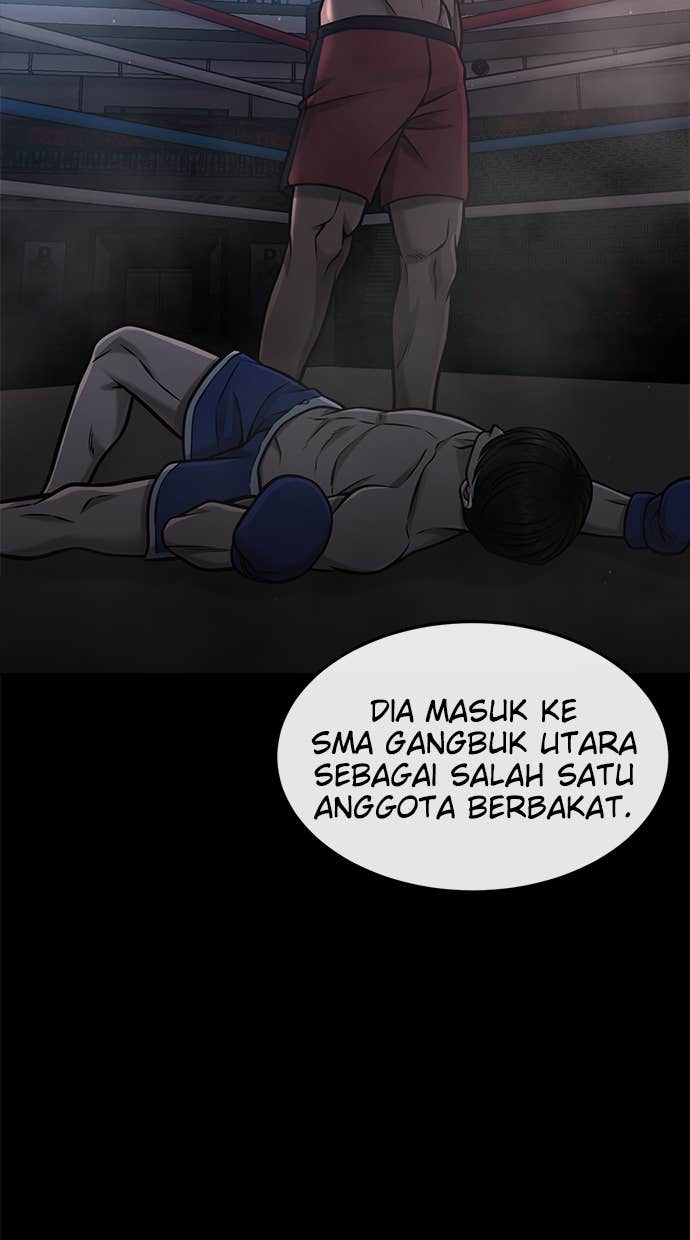 DIA MASUK KE
SMA GANGBUK UTARA
SEBAGAI SALAH SATU
ANGGOTA BERBAKAT.